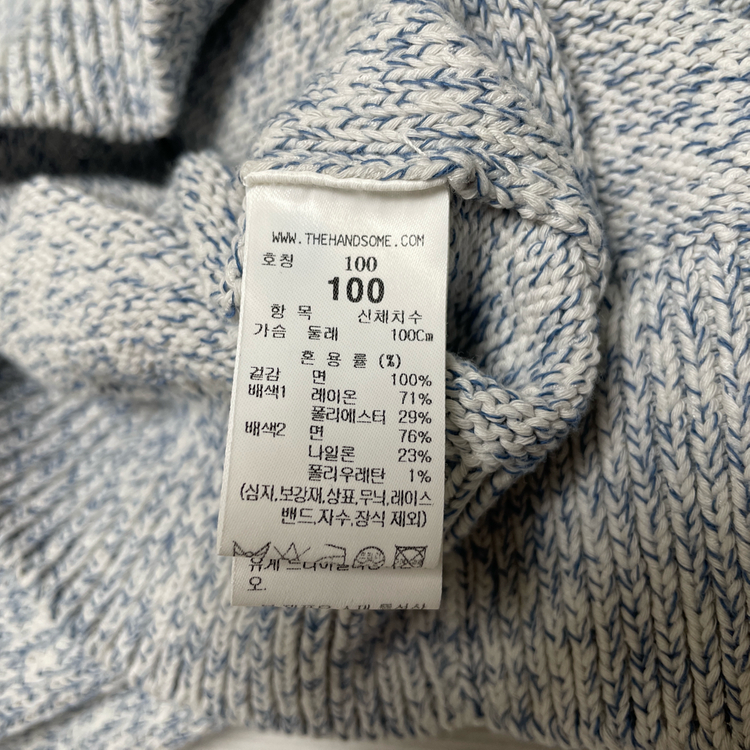 WWW.THEHANDSOME.COM
호칭 100
100
항 목 신체치수
가슴 둘레 100Cm
혼 용 률 (%)
겉감 면 100%
배색1 레이온 71%
폴리에스터 29%
배색2 면 76%
나일론 23%
폴리우레탄 1%
(심지,보강재,상표,무늬,레이스
밴드,자수,장식 제외)
오.